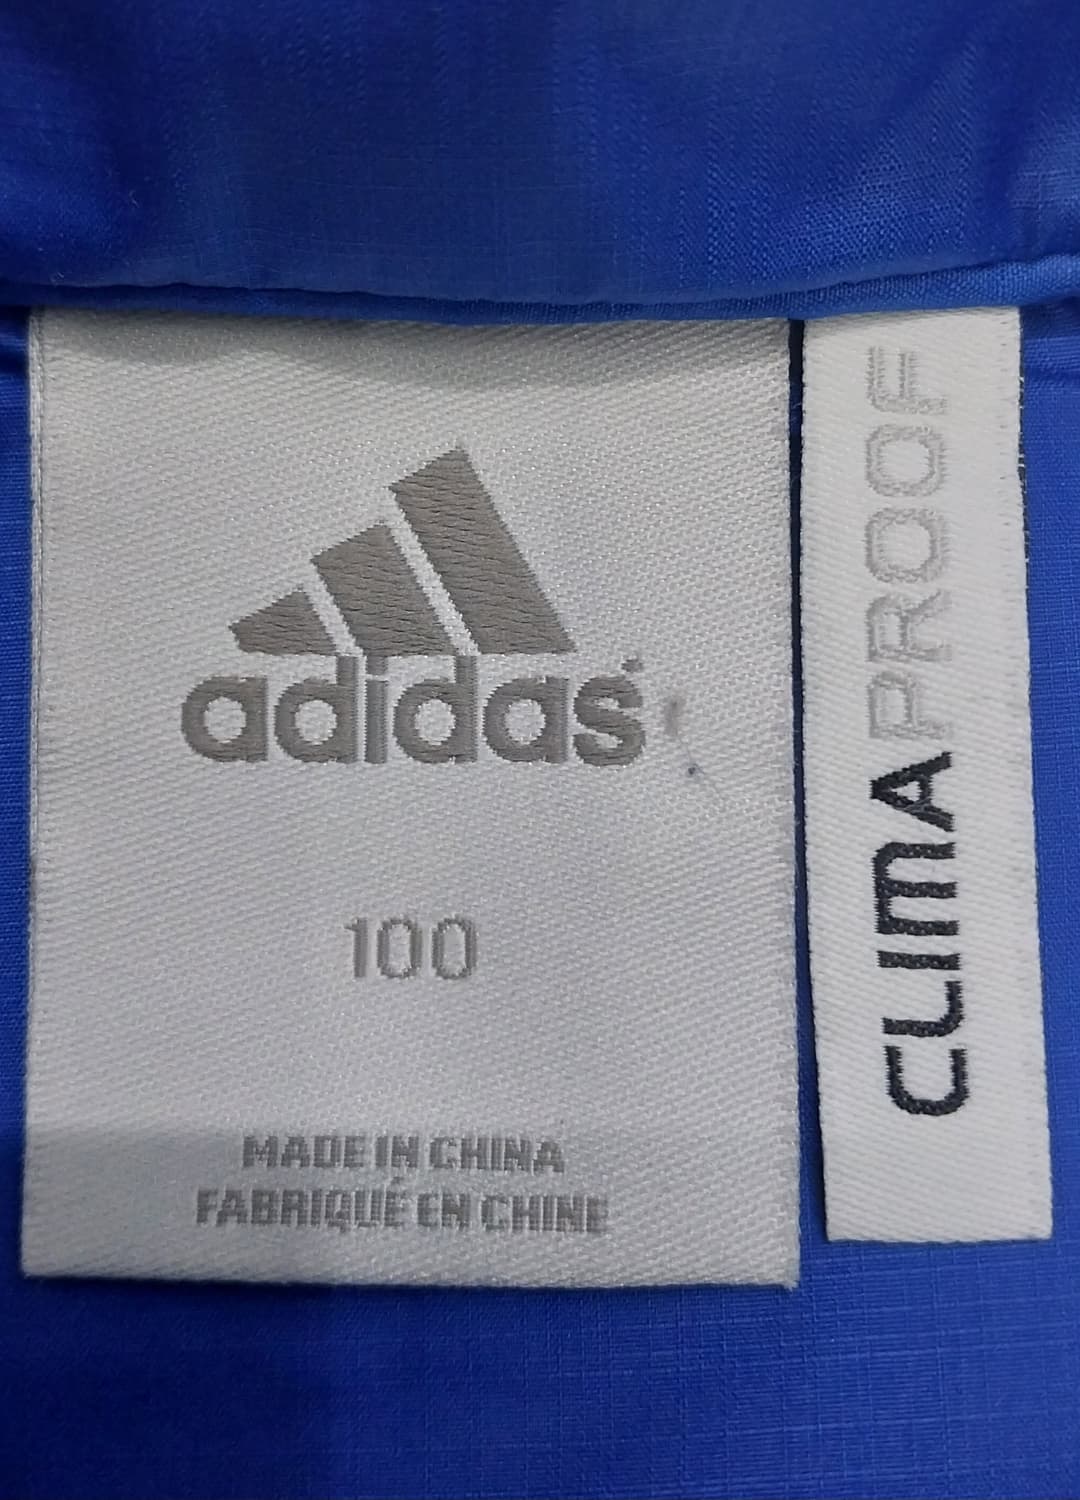 adidas
100
MADE IN CHINA
FABRIQUÉ EN CHINE
CLIMAPROOF